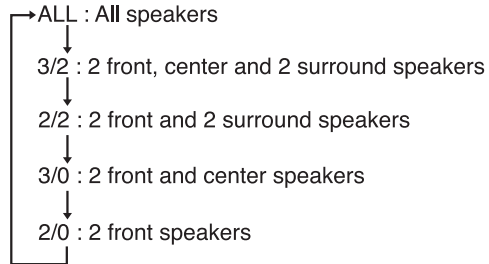 ALL : All speakers
3/2 : 2 front, center and 2 surround speakers
2/2 : 2 front and 2 surround speakers
3/0 : 2 front and center speakers
2/0 : 2 front speakers